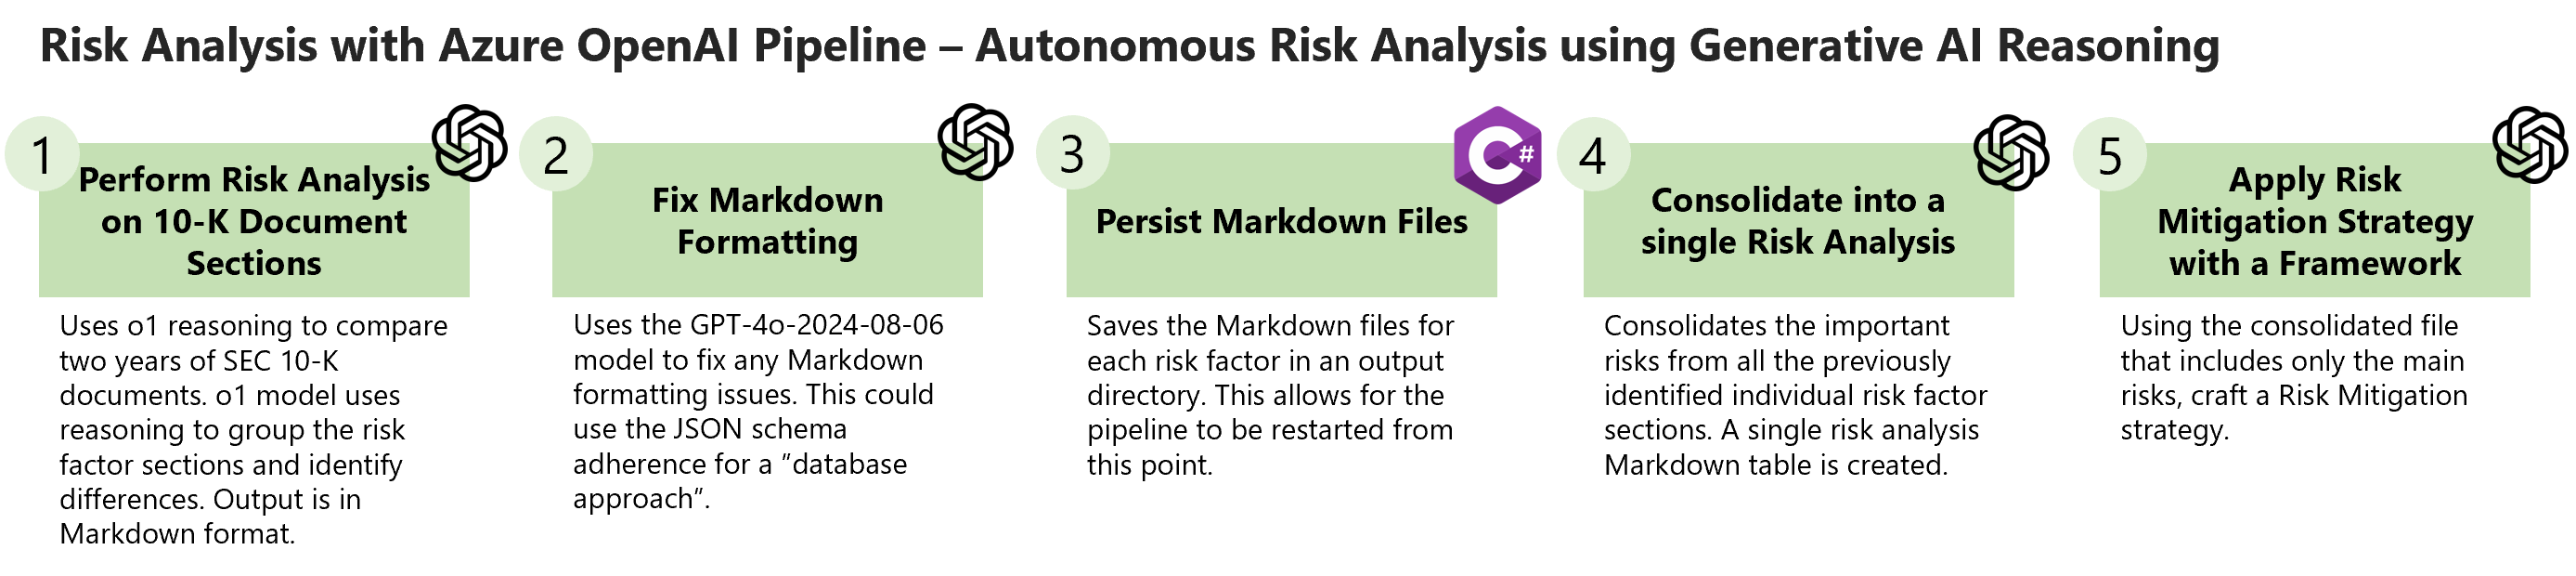 Risk Analysis with Azure OpenAI Pipeline – Autonomous Risk Analysis using Generative AI Reasoning
1
Perform Risk Analysis
on 10-K Document
Sections
Uses o1 reasoning to compare
two years of SEC 10-K
documents. o1 model uses
reasoning to group the risk
factor sections and identify
differences. Output is in
Markdown format.
2
Fix Markdown
Formatting
Uses the GPT-4o-2024-08-06
model to fix any Markdown
formatting issues. This could
use the JSON schema
adherence for a "database
approach".
3
C#
Persist Markdown Files
Saves the Markdown files for
each risk factor in an output
directory. This allows for the
pipeline to be restarted from
this point.
4
Consolidate into a
single Risk Analysis
Consolidates the important
risks from all the previously
identified individual risk factor
sections. A single risk analysis
Markdown table is created.
5
Apply Risk
Mitigation Strategy
with a Framework
Using the consolidated file
that includes only the main
risks, craft a Risk Mitigation
strategy.